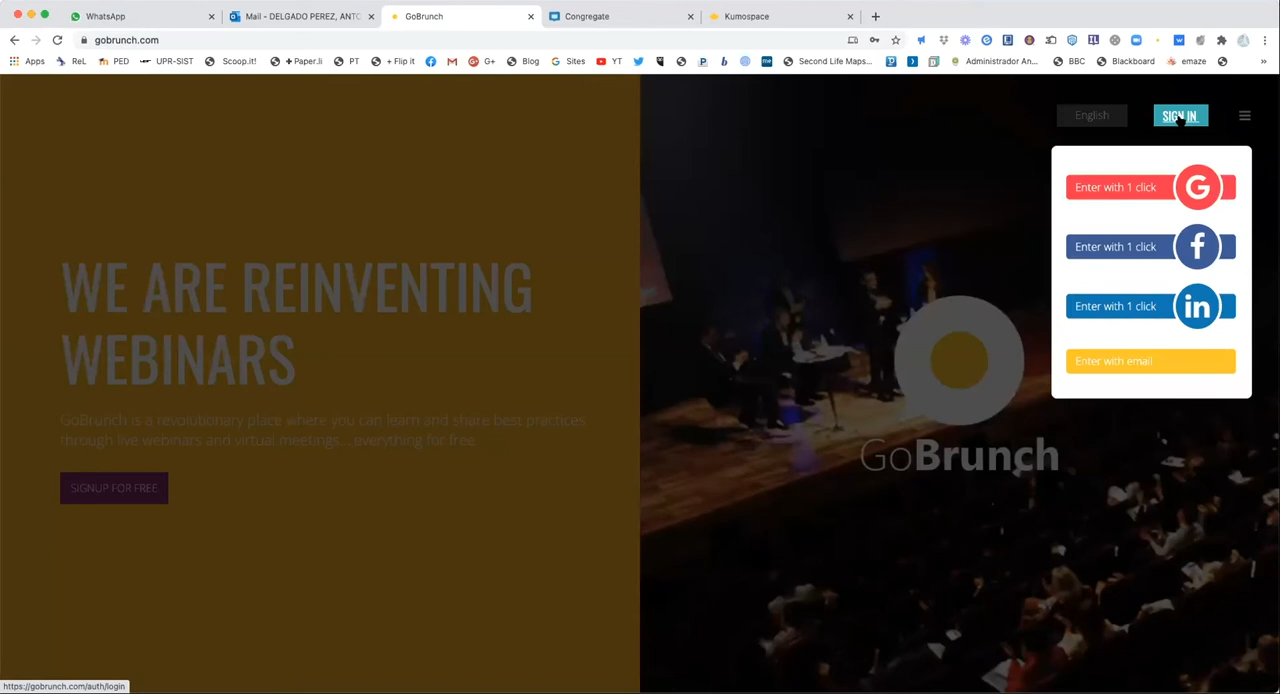 WhatsApp
Mail - DELGADO PEREZ, ANTO
GoBrunch
Congregate
Kumospace
gobrunch.com
Apps
ReL
PED
UPR-SIST
Scoop.it!
+ Paper.li
PT
+ Flip it
G+
Blog
Sites
YT
Second Life Maps...
Administrador An...
BBC
Blackboard
emaze
»
English
SIGN IN
Enter with 1 click
Enter with 1 click
Enter with 1 click
Enter with email
WE ARE REINVENTING
WEBINARS
GoBrunch is a revolutionary place where you can learn and share best practices
through live webinars and virtual meetings... everything for free.
SIGNUP FOR FREE
GoBrunch
https://gobrunch.com/auth/login